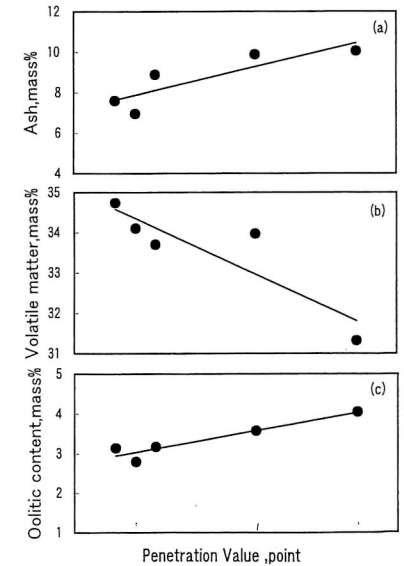 (a)
12
10
8
6
4
Ash,mass%
(b)
35
34
33
32
31
Volatile matter,mass%
(c)
5
4
3
2
1
Oolitic content,mass%
Penetration Value ,point